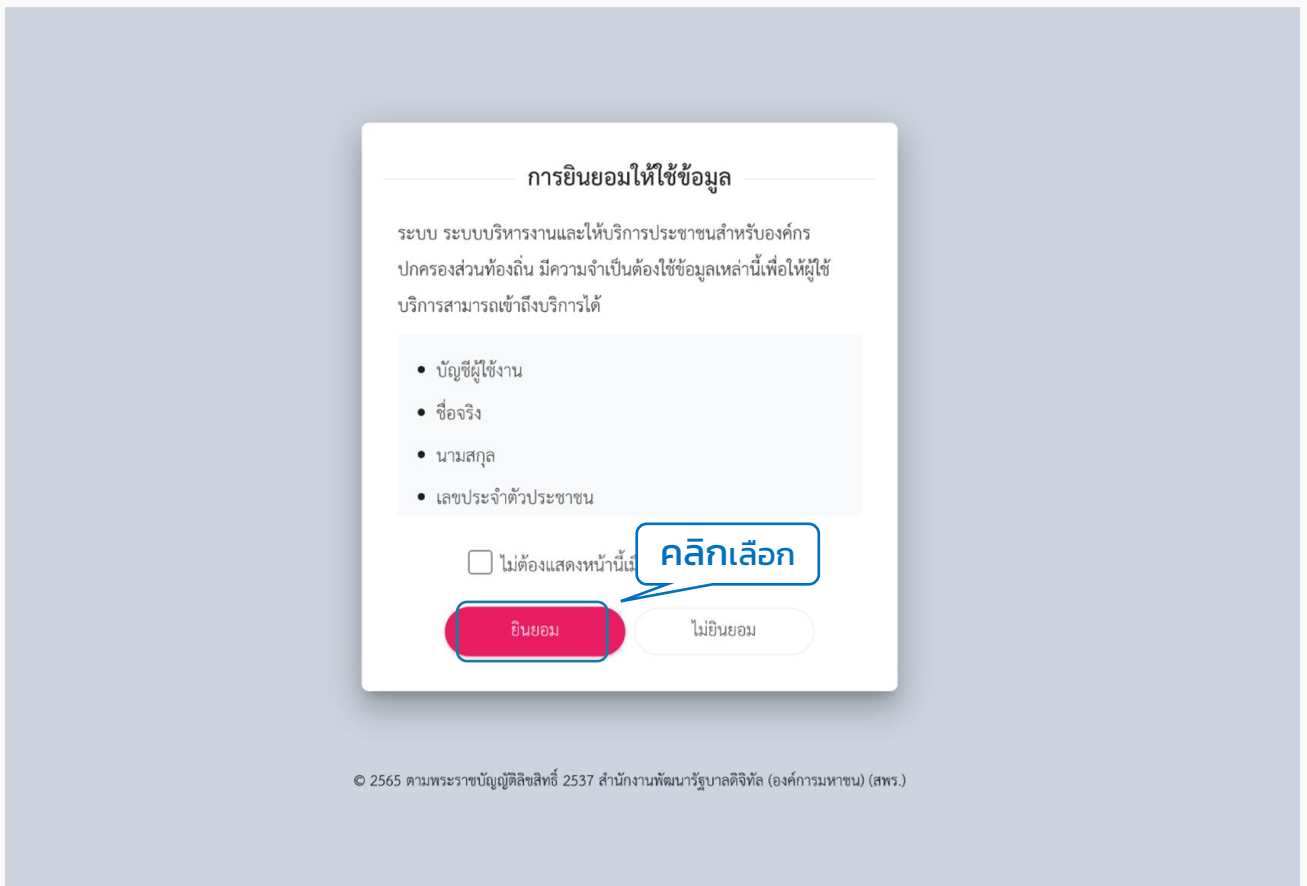 การยินยอมให้ใช้ข้อมูล
ระบบ ระบบบริหารงานและให้บริการประชาชนสำหรับองค์กร
ปกครองส่วนท้องถิ่น มีความจำเป็นต้องใช้ข้อมูลเหล่านี้เพื่อให้ผู้ใช้
บริการสามารถเข้าถึงบริการได้
• บัญชีผู้ใช้งาน
• ชื่อจริง
• นามสกุล
• เลขประจำตัวประชาชน
ไม่ต้องแสดงหน้านี้
คลิกเลือก
ยินยอม
ไม่ยินยอม
© 2565 ตามพระราชบัญญัติลิขสิทธิ์ 2537 สำนักงานพัฒนารัฐบาลดิจิทัล (องค์การมหาชน) (สพร.)